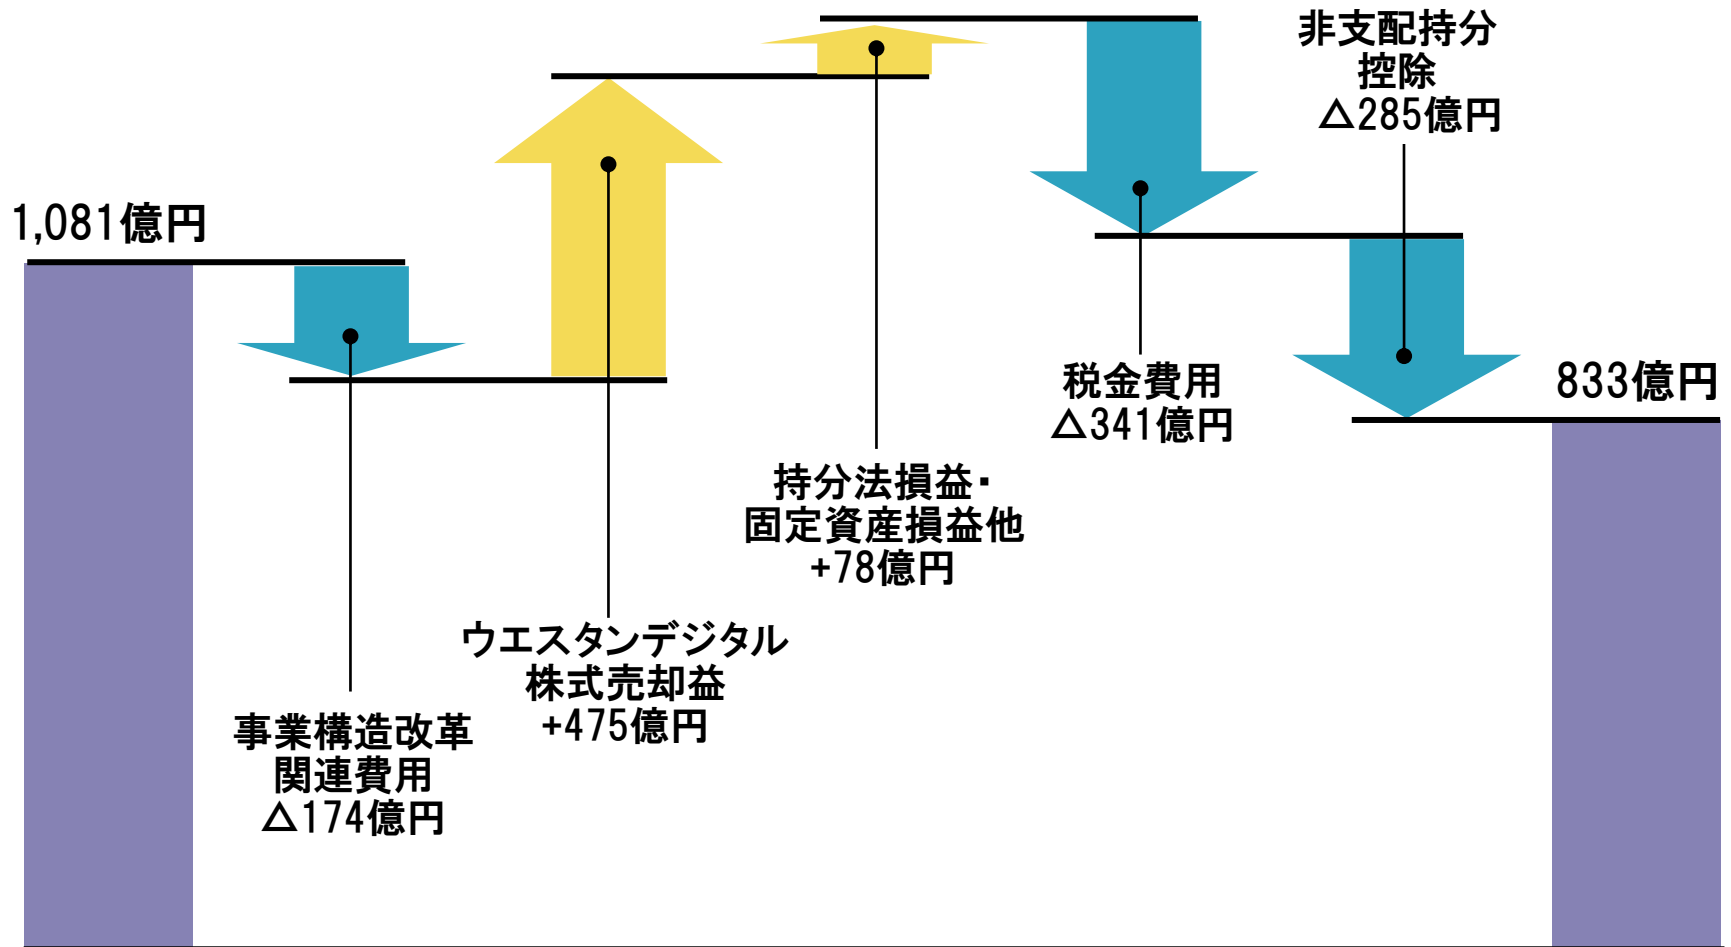 1,081億円
事業構造改革
関連費用
△174億円
ウエスタンデジタル
株式売却益
+475億円
持分法損益・
固定資産損益他
+78億円
税金費用
△341億円
非支配持分
控除
△285億円
833億円